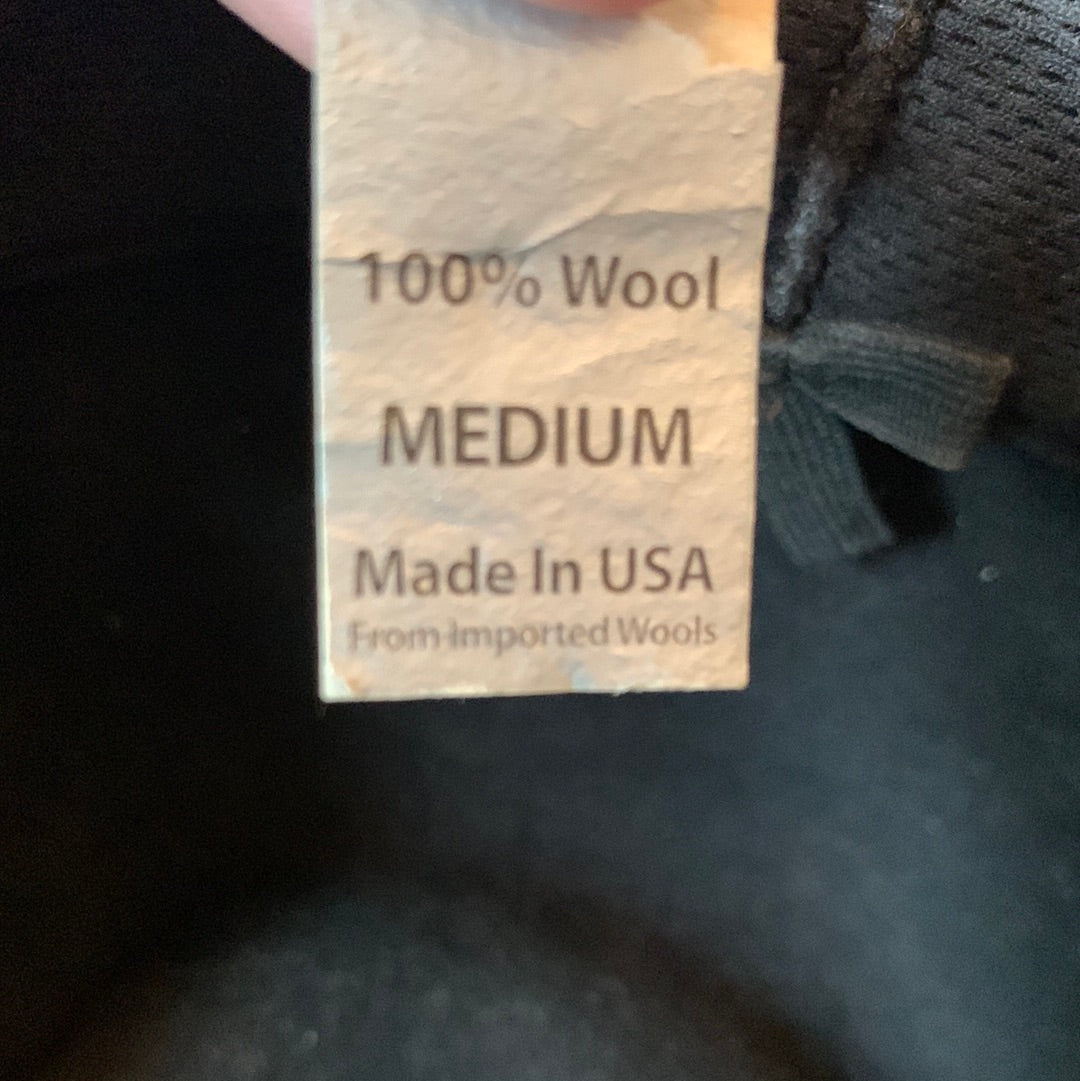 100% Wool
MEDIUM
Made In USA
From Imported Wools